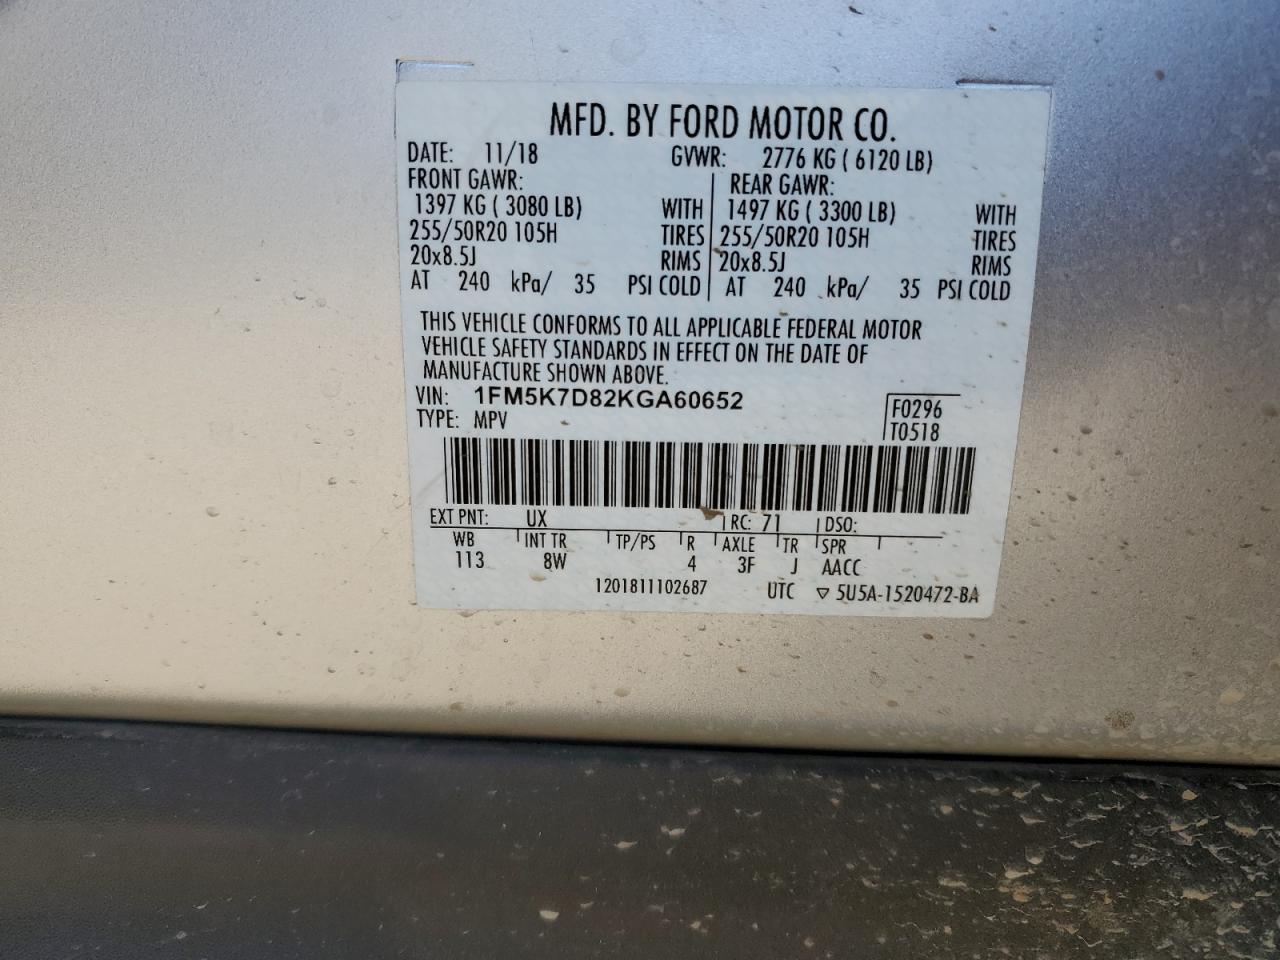 MFD. BY FORD MOTOR CO.
DATE: 11/18 GVWR: 2776 KG ( 6120 LB)
FRONT GAWR: REAR GAWR:
1397 KG ( 3080 LB) WITH 1497 KG ( 3300 LB) WITH
255/50R20 105H TIRES 255/50R20 105H TIRES
20x8.5J RIMS 20x8.5J RIMS
AT 240 kPa/ 35 PSI COLD AT 240 kPa/ 35 PSI COLD
THIS VEHICLE CONFORMS TO ALL APPLICABLE FEDERAL MOTOR
VEHICLE SAFETY STANDARDS IN EFFECT ON THE DATE OF
MANUFACTURE SHOWN ABOVE.
VIN: 1FM5K7D82KGA60652 F0296
TYPE: MPV T0518
EXT PNT: UX RC: 71 DSO:
WB INT TR TP/PS R AXLE TR SPR
113 8W 4 3F J AACC
1201811102687 UTC ▽ 5U5A-1520472-BA